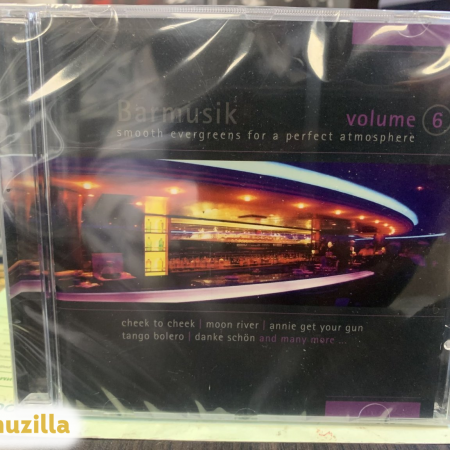 Barmusik
volume 6
smooth evergreens for a perfect atmosphere
cheek to cheek | moon river | annie get your gun
tango bolero | danke schön and many more ...
uzilla